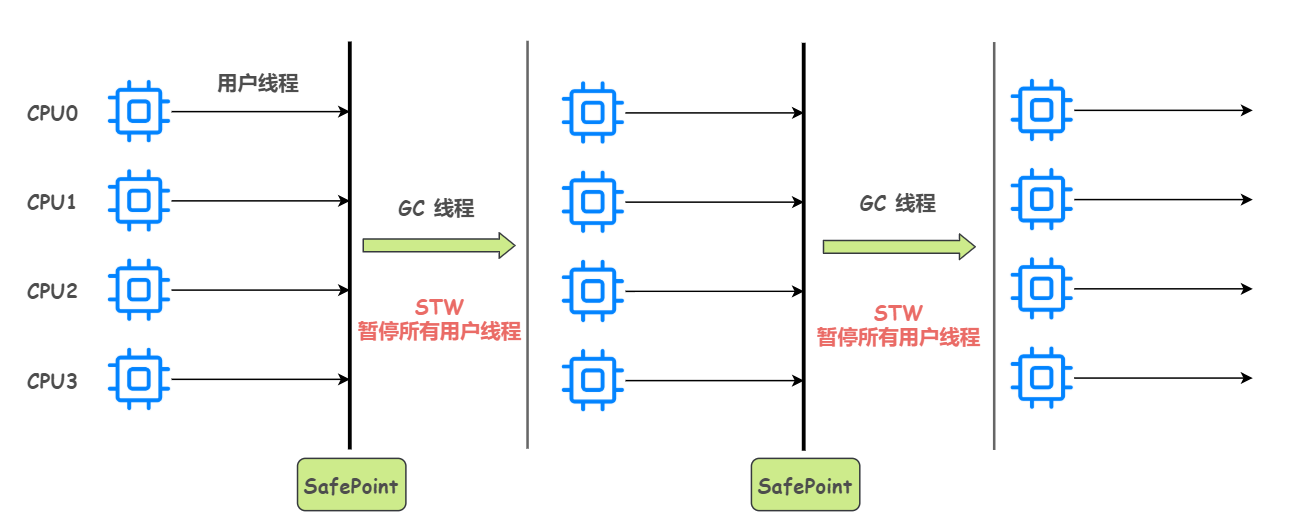 用户线程
CPU0
CPU1
GC 线程
GC 线程
CPU2
STW
暂停所有用户线程
STW
暂停所有用户线程
CPU3
SafePoint
SafePoint